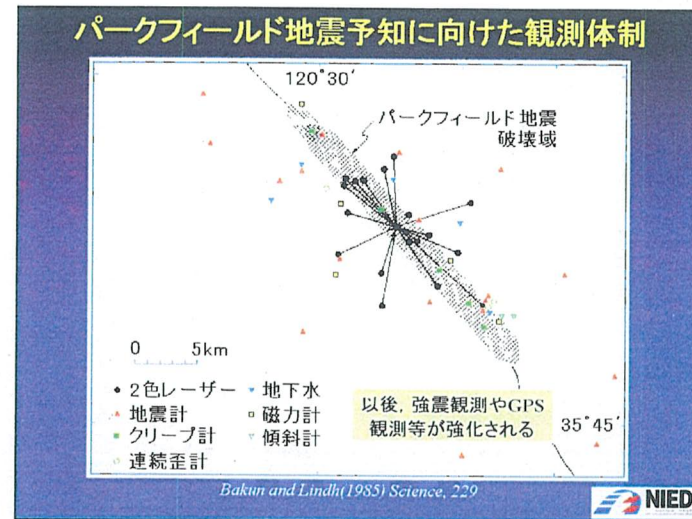 パークフィールド地震予知に向けた観測体制
120°30′
パークフィールド地震
破壊域
0 5km
2色レーザー
地下水
地震計
磁力計
クリープ計
傾斜計
連続歪計
以後，強震観測やGPS
観測等が強化される
35°45′
Bakun and Lindh(1985) Science, 229
NIED